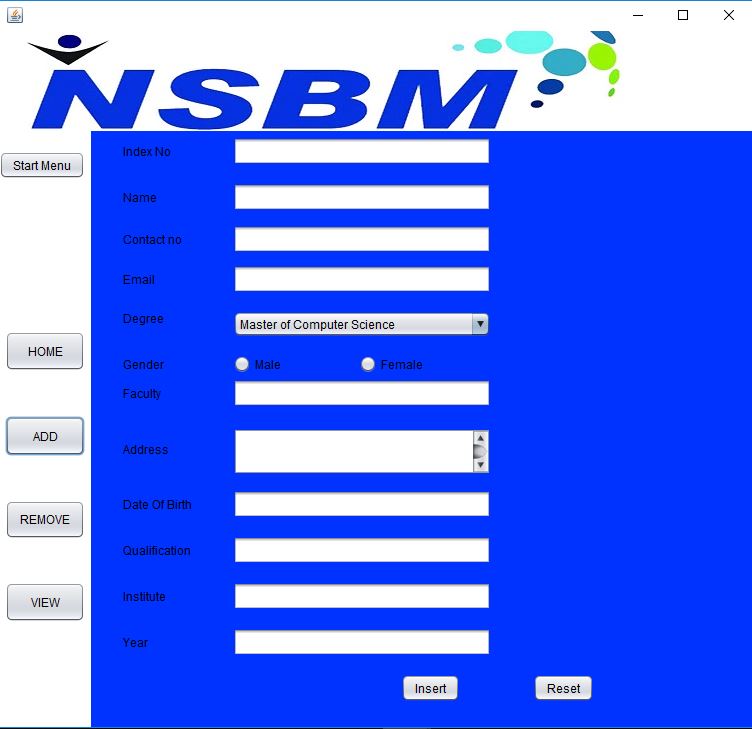 NSBM
Start Menu
Index No
Name
Contact no
Email
Degree
Master of Computer Science
Gender
Male Female
Faculty
Address
Date Of Birth
Qualification
Institute
Year
HOME
ADD
REMOVE
VIEW
Insert Reset